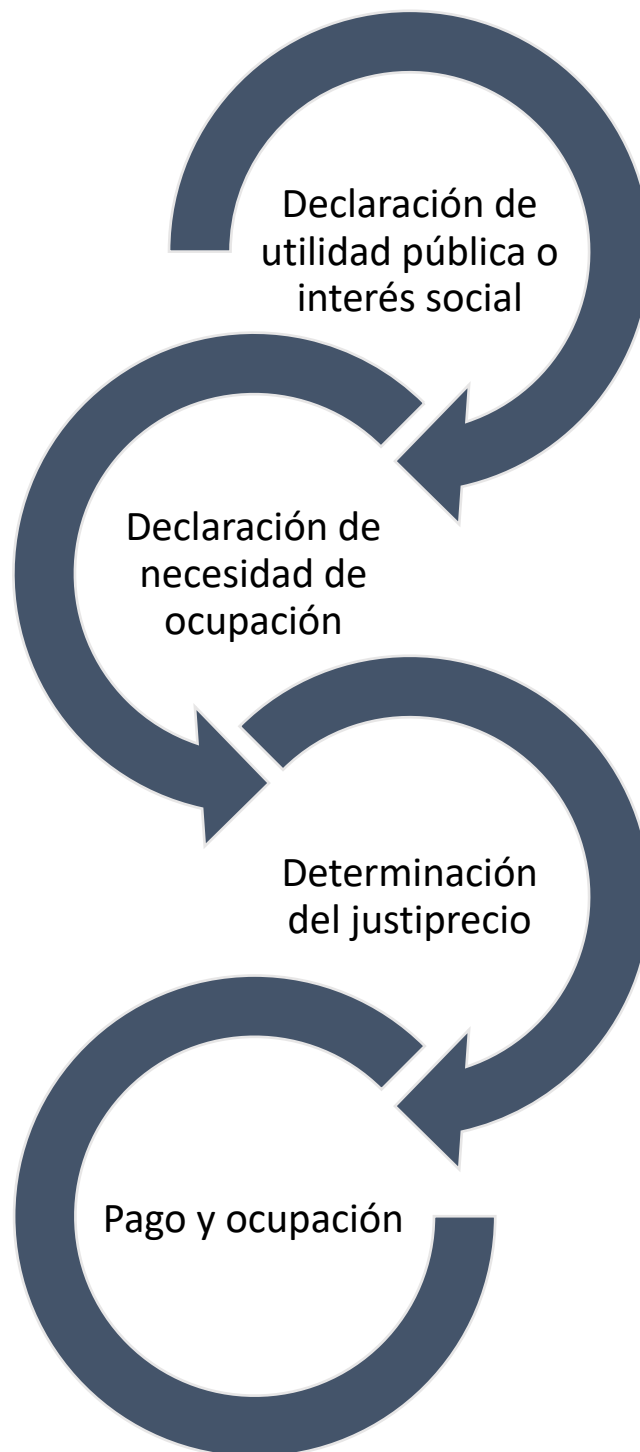 Declaración de
utilidad pública o
interés social
Declaración de
necesidad de
ocupación
Determinación
del justiprecio
Pago y ocupación